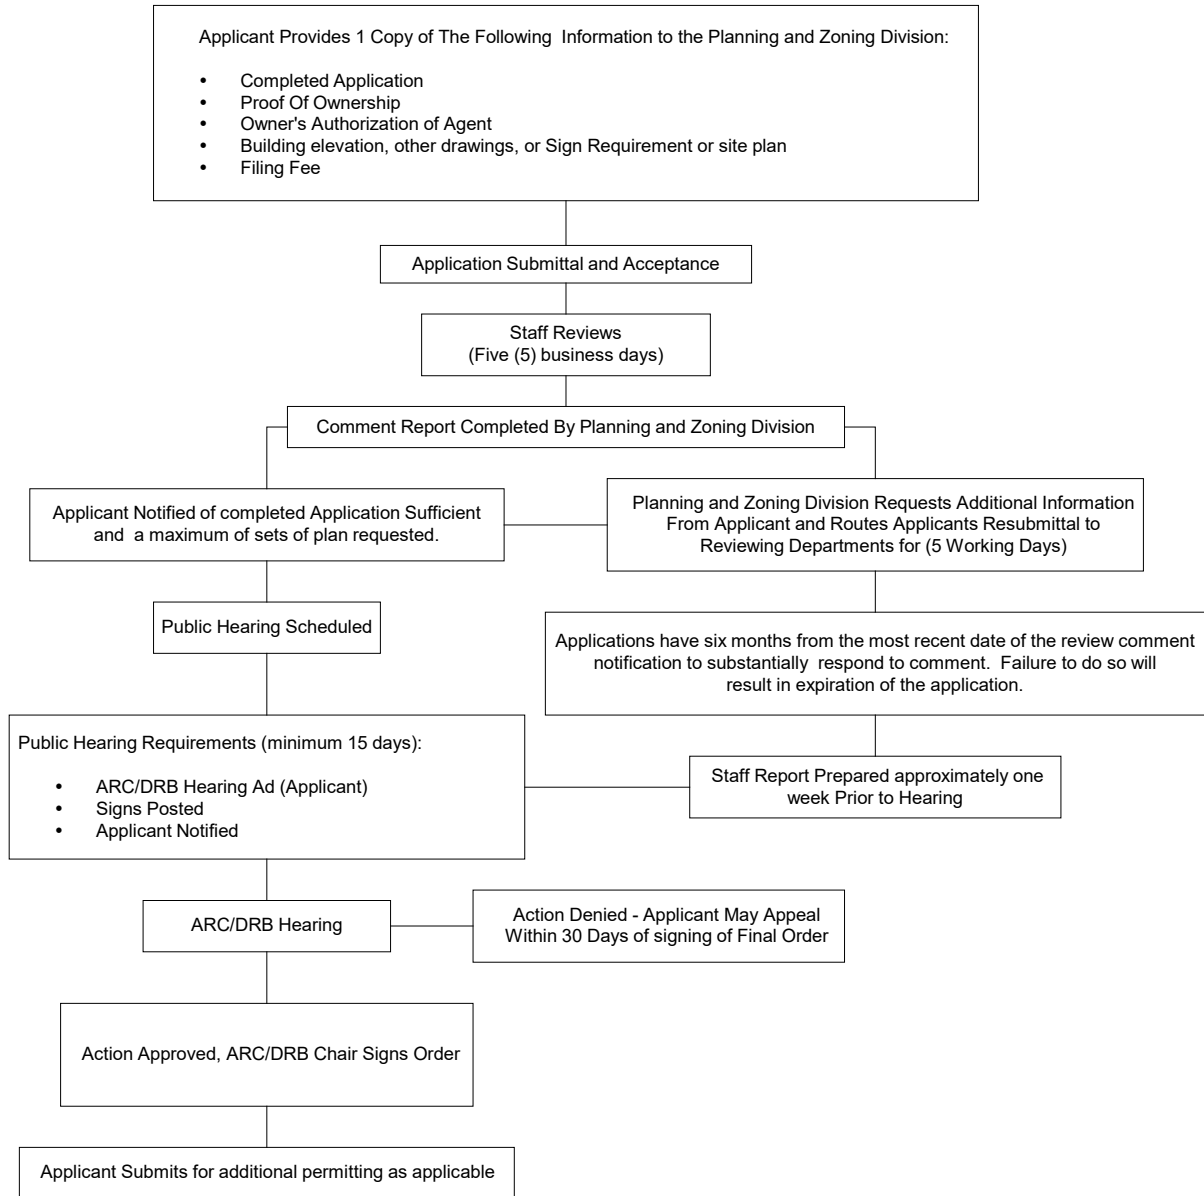 Applicant Provides 1 Copy of The Following Information to the Planning and Zoning Division:
• Completed Application
• Proof Of Ownership
• Owner's Authorization of Agent
• Building elevation, other drawings, or Sign Requirement or site plan
• Filing Fee
Application Submittal and Acceptance
Staff Reviews
(Five (5) business days)
Comment Report Completed By Planning and Zoning Division
Applicant Notified of completed Application Sufficient
and a maximum of sets of plan requested.
Planning and Zoning Division Requests Additional Information
From Applicant and Routes Applicants Resubmittal to
Reviewing Departments for (5 Working Days)
Public Hearing Scheduled
Applications have six months from the most recent date of the review comment
notification to substantially respond to comment. Failure to do so will
result in expiration of the application.
Public Hearing Requirements (minimum 15 days):
• ARC/DRB Hearing Ad (Applicant)
• Signs Posted
• Applicant Notified
Staff Report Prepared approximately one
week Prior to Hearing
ARC/DRB Hearing
Action Denied - Applicant May Appeal
Within 30 Days of signing of Final Order
Action Approved, ARC/DRB Chair Signs Order
Applicant Submits for additional permitting as applicable